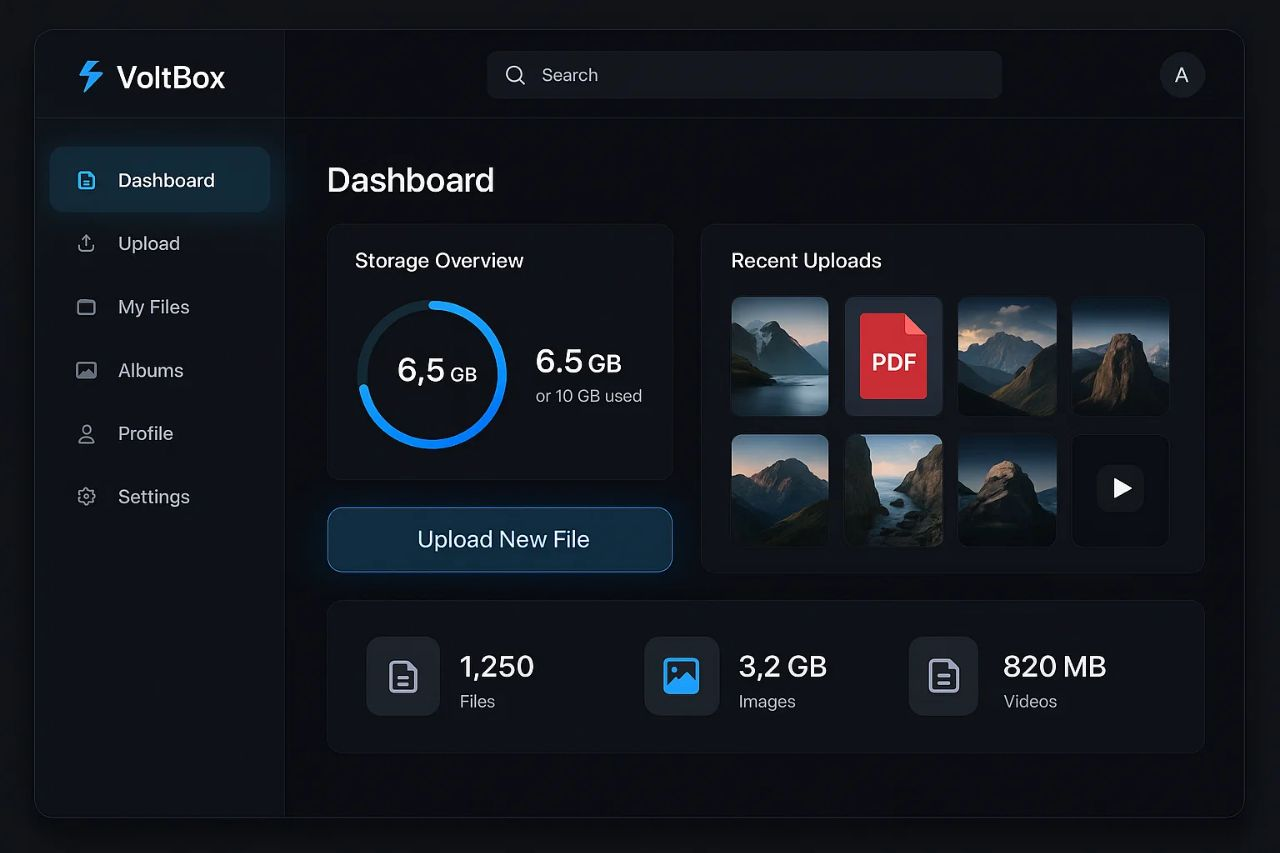 VoltBox
Search
A
Dashboard
Upload
My Files
Albums
Profile
Settings
Dashboard
Storage Overview
6,5 GB
6.5 GB
or 10 GB used
Upload New File
Recent Uploads
PDF
1,250
Files
3,2 GB
Images
820 MB
Videos